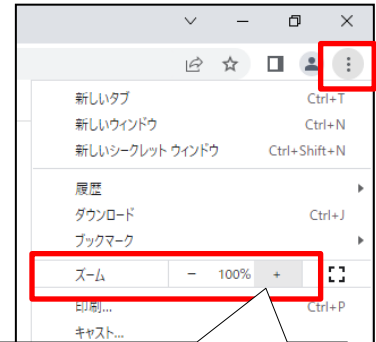 新しいタブ Ctrl+T
新しいウィンドウ Ctrl+N
新しいシークレット ウィンドウ Ctrl+Shift+N
履歴
ダウンロード Ctrl+J
ブックマーク
ズーム − 100% +
印刷... Ctrl+P
キャスト...